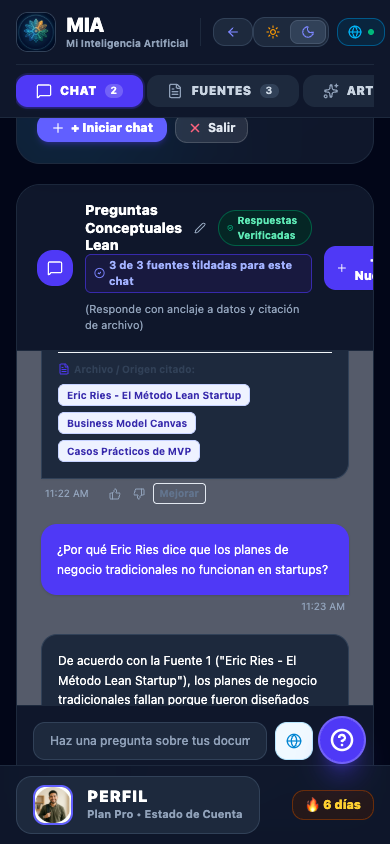 MIA
Mi Inteligencia Artificial
CHAT 2
FUENTES 3
ART
+ Iniciar chat
Salir
Preguntas
Conceptuales
Lean
Respuestas
Verificadas
3 de 3 fuentes tildadas para este
chat
(Responde con anclaje a datos y citación
de archivo)
Archivo / Origen citado:
Eric Ries - El Método Lean Startup
Business Model Canvas
Casos Prácticos de MVP
11:22 AM
Mejorar
¿Por qué Eric Ries dice que los planes de
negocio tradicionales no funcionan en startups?
11:23 AM
De acuerdo con la Fuente 1 ("Eric Ries - El
Método Lean Startup"), los planes de negocio
tradicionales fallan porque fueron diseñados
Haz una pregunta sobre tus docum
PERFIL
Plan Pro • Estado de Cuenta
🔥 6 días